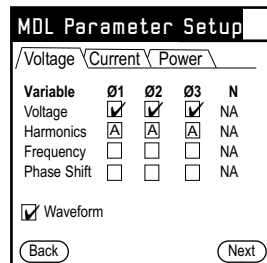 MDL Parameter Setup
Voltage Current Power
Variable Ø1 Ø2 Ø3 N
Voltage NA
Harmonics A A A NA
Frequency NA
Phase Shift NA
Waveform
Back Next